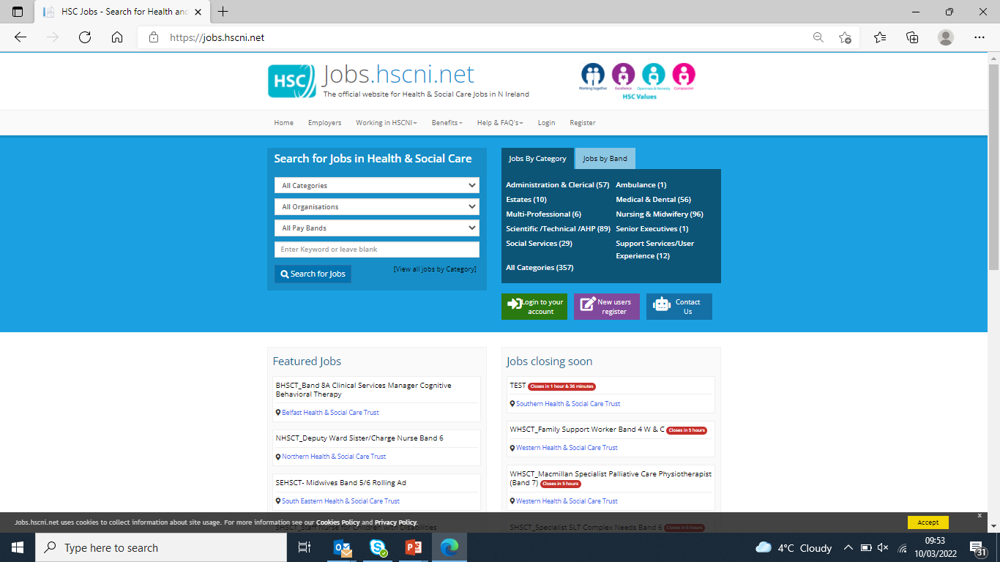 HSC Jobs - Search for Health and
https://jobs.hscni.net
HSC
Jobs.hscni.net
The official website for Health & Social Care Jobs in N Ireland
Working together Excellence Openness & Honesty Compassion
HSC Values
Home Employers Working in HSCNI Benefits Help & FAQ's Login Register
Search for Jobs in Health & Social Care
All Categories
All Organisations
All Pay Bands
Enter Keyword or leave blank
Search for Jobs
[View all jobs by Category]
Jobs By Category Jobs by Band
Administration & Clerical (57) Ambulance (1)
Estates (10) Medical & Dental (56)
Multi-Professional (6) Nursing & Midwifery (96)
Scientific /Technical /AHP (89) Senior Executives (1)
Social Services (29) Support Services/User
Experience (12)
All Categories (357)
Login to your
account
New users
register
Contact
Us
Featured Jobs
BHSCT_Band 8A Clinical Services Manager Cognitive
Behavioral Therapy
Belfast Health & Social Care Trust
NHSCT_Deputy Ward Sister/Charge Nurse Band 6
Northern Health & Social Care Trust
SEHSCT- Midwives Band 5/6 Rolling Ad
South Eastern Health & Social Care Trust
SHSCT_Staff Nurse for Children with Disabilities
Jobs closing soon
TEST Closes in 1 hour & 36 minutes
Southern Health & Social Care Trust
WHSCT_Family Support Worker Band 4 W & C Closes in 5 hours
Western Health & Social Care Trust
WHSCT_Macmillan Specialist Palliative Care Physiotherapist
(Band 7) Closes in 5 hours
Western Health & Social Care Trust
SHSCT_Specialist SLT Complex Needs Band 6 Closes in 6 hours
Jobs.hscni.net uses cookies to collect information about site usage. For more information see our Cookies Policy and Privacy Policy.
Accept
x
Type here to search
4°C Cloudy
09:53
10/03/2022
31